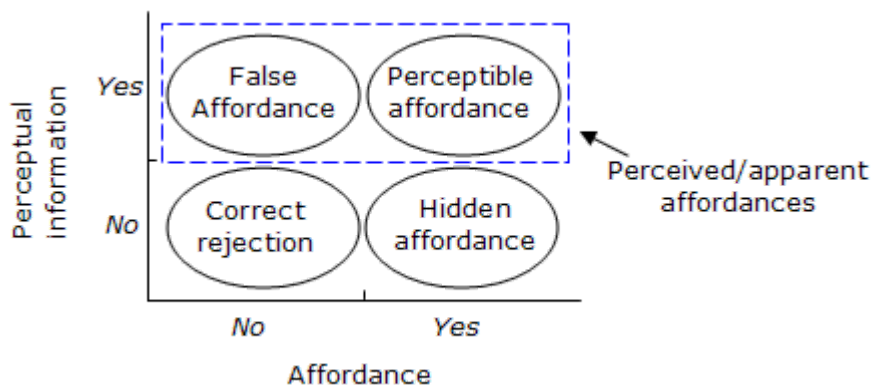 Perceptual
information
Yes
No
False
Affordance
Perceptible
affordance
Correct
rejection
Hidden
affordance
Perceived/apparent
affordances
No
Yes
Affordance